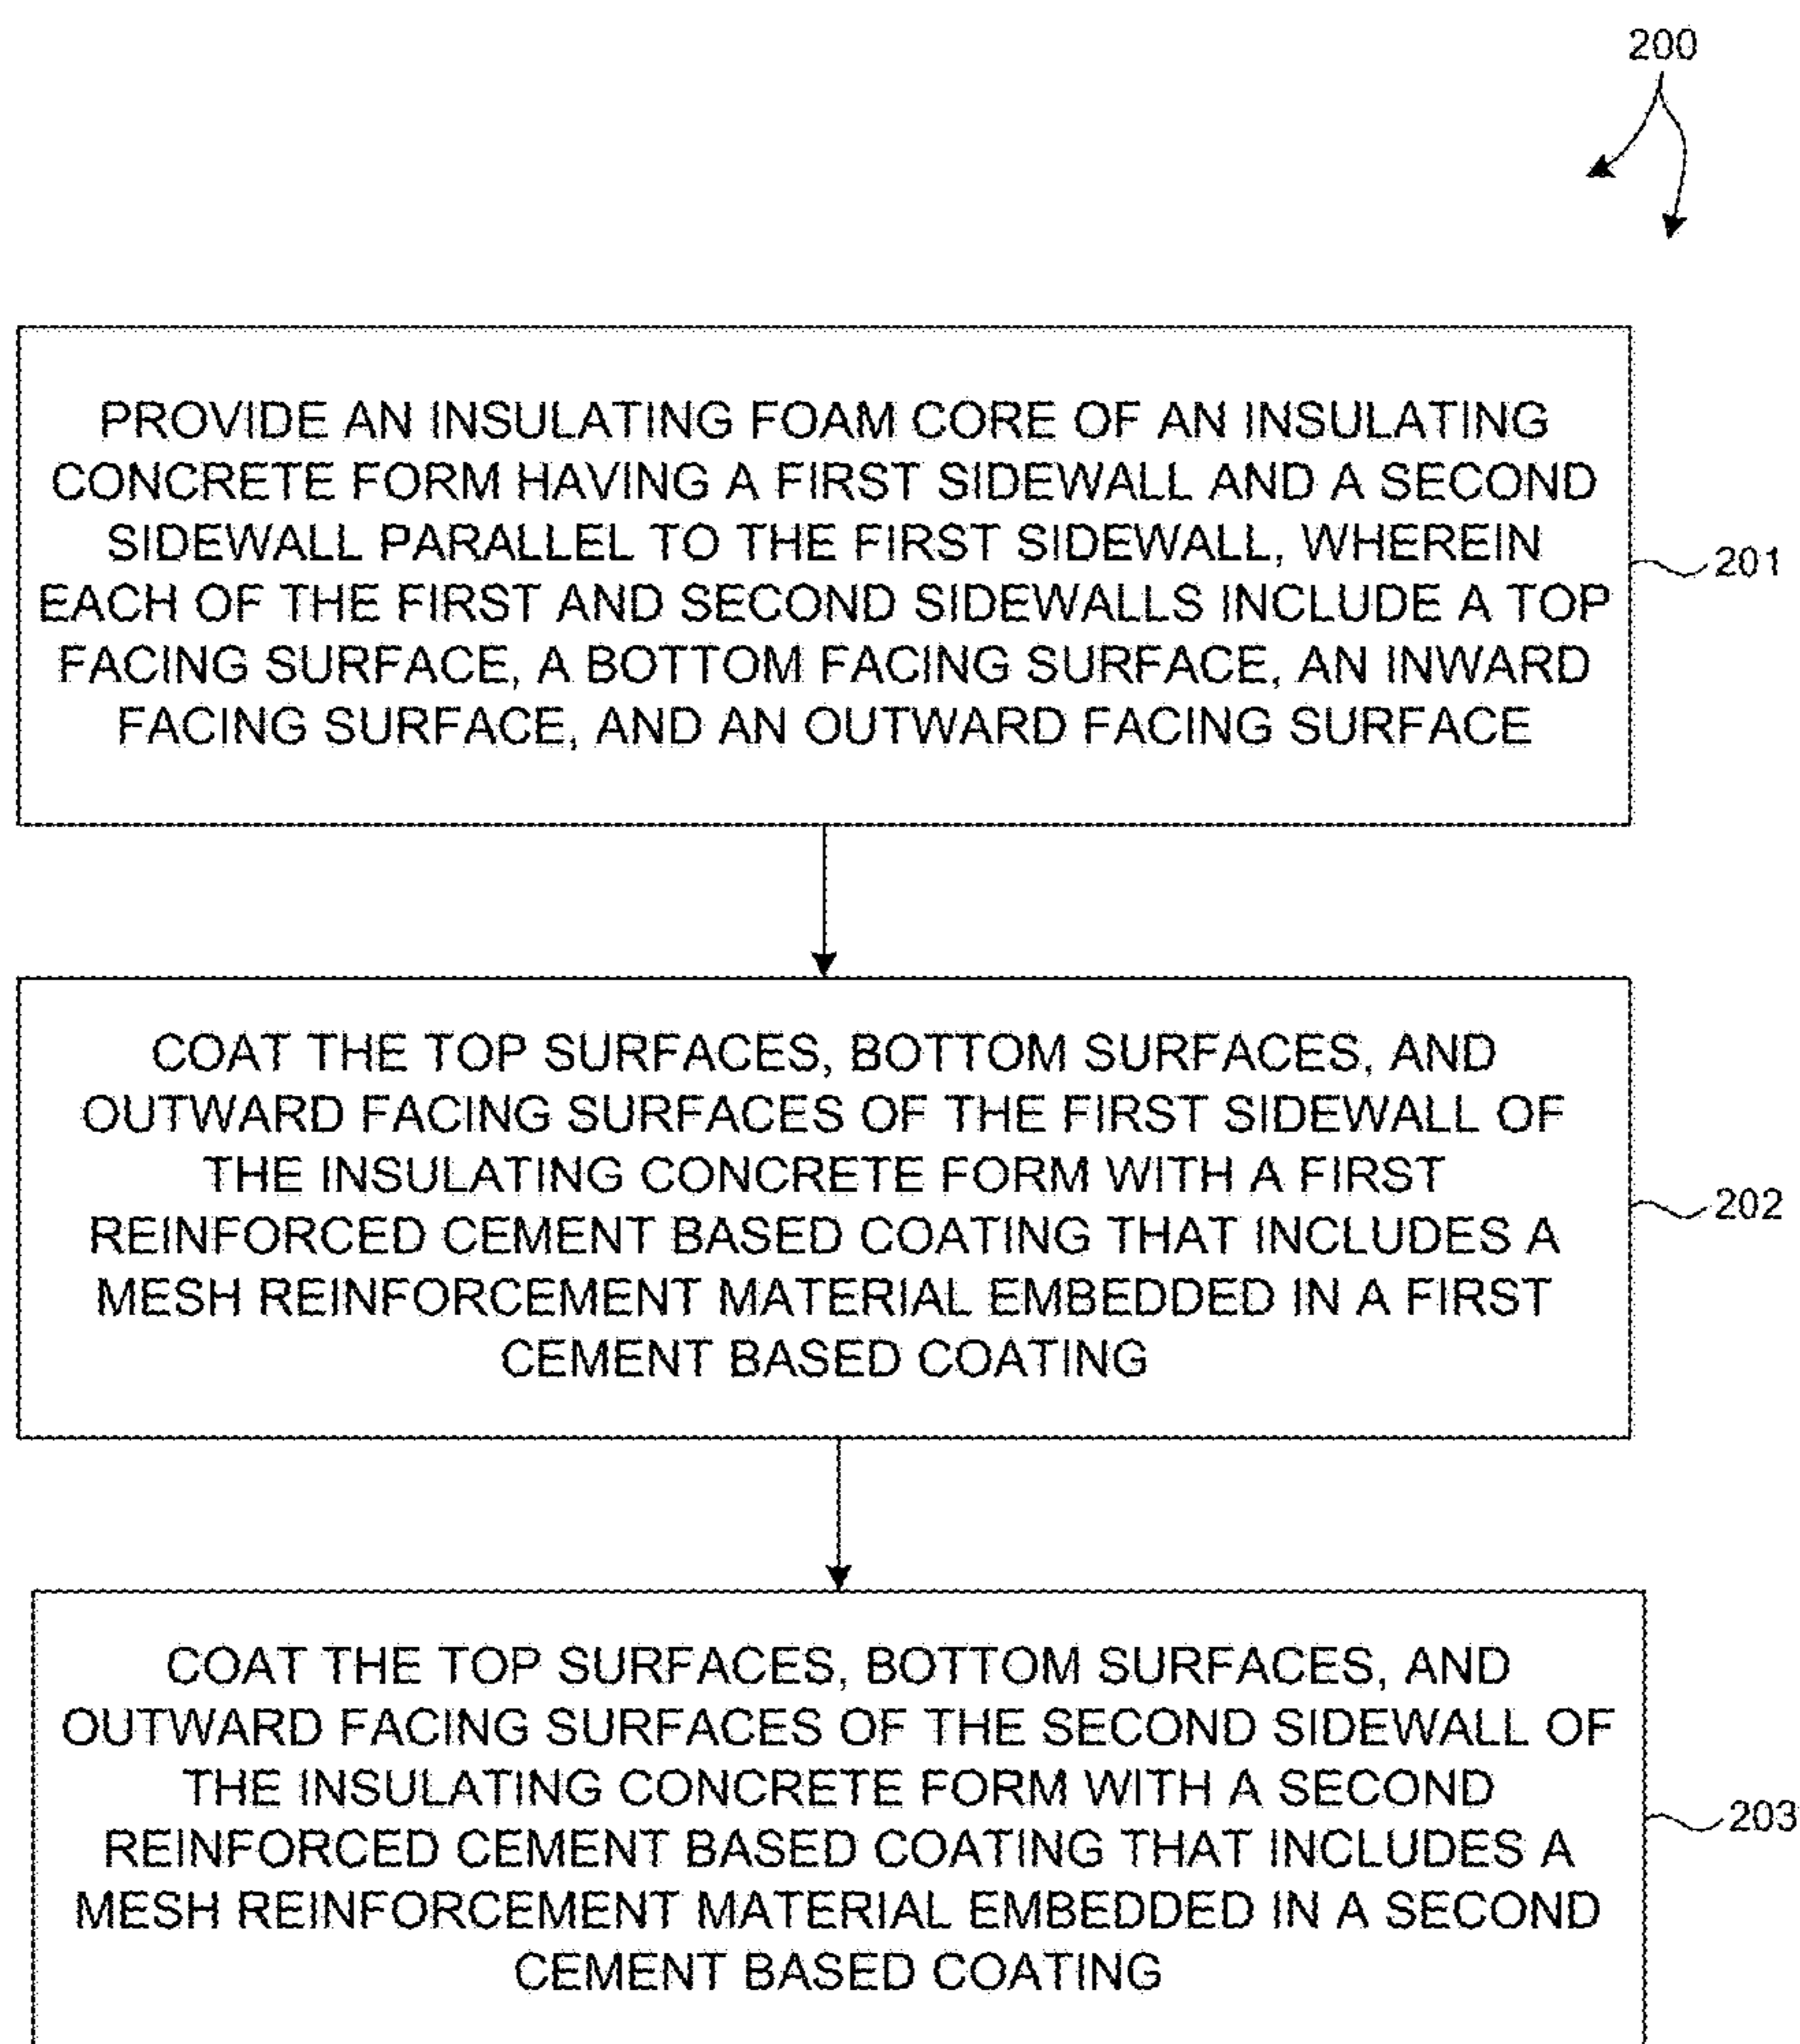 200
PROVIDE AN INSULATING FOAM CORE OF AN INSULATING
CONCRETE FORM HAVING A FIRST SIDEWALL AND A SECOND
SIDEWALL PARALLEL TO THE FIRST SIDEWALL, WHEREIN
EACH OF THE FIRST AND SECOND SIDEWALLS INCLUDE A TOP
FACING SURFACE, A BOTTOM FACING SURFACE, AN INWARD
FACING SURFACE, AND AN OUTWARD FACING SURFACE
201
COAT THE TOP SURFACES, BOTTOM SURFACES, AND
OUTWARD FACING SURFACES OF THE FIRST SIDEWALL OF
THE INSULATING CONCRETE FORM WITH A FIRST
REINFORCED CEMENT BASED COATING THAT INCLUDES A
MESH REINFORCEMENT MATERIAL EMBEDDED IN A FIRST
CEMENT BASED COATING
202
COAT THE TOP SURFACES, BOTTOM SURFACES, AND
OUTWARD FACING SURFACES OF THE SECOND SIDEWALL OF
THE INSULATING CONCRETE FORM WITH A SECOND
REINFORCED CEMENT BASED COATING THAT INCLUDES A
MESH REINFORCEMENT MATERIAL EMBEDDED IN A SECOND
CEMENT BASED COATING
203